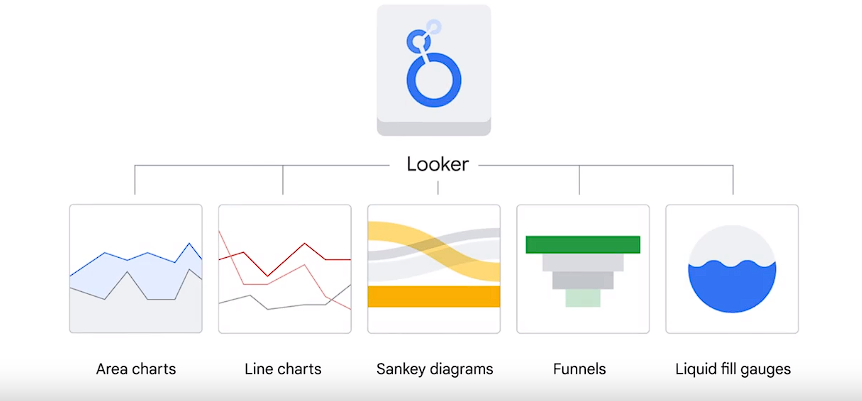 Looker
Area charts
Line charts
Sankey diagrams
Funnels
Liquid fill gauges